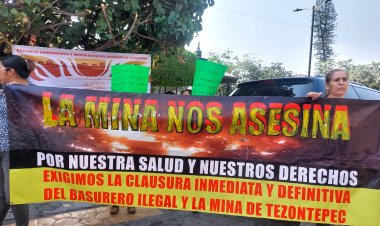 LA MINA NOS ASESINA
POR NUESTRA SALUD Y NUESTROS DERECHOS
EXIGIMOS LA CLAUSURA INMEDIATA Y DEFINITIVA
DEL BASURERO ILEGAL Y LA MINA DE TEZONTEPEC